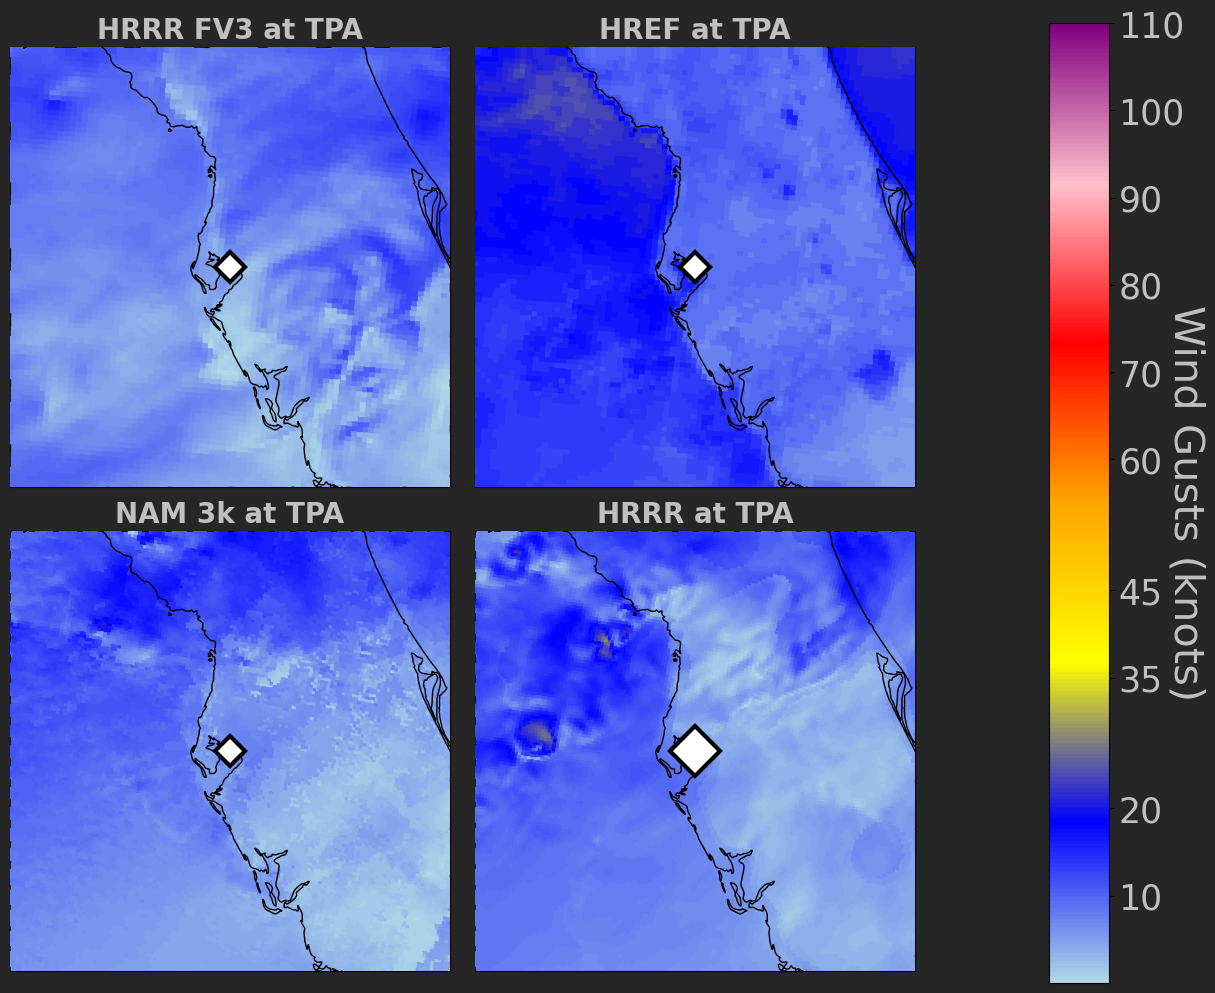 HRRR FV3 at TPA
HREF at TPA
NAM 3k at TPA
HRRR at TPA
110
100
90
80
70
60
45
35
20
10
Wind Gusts (knots)